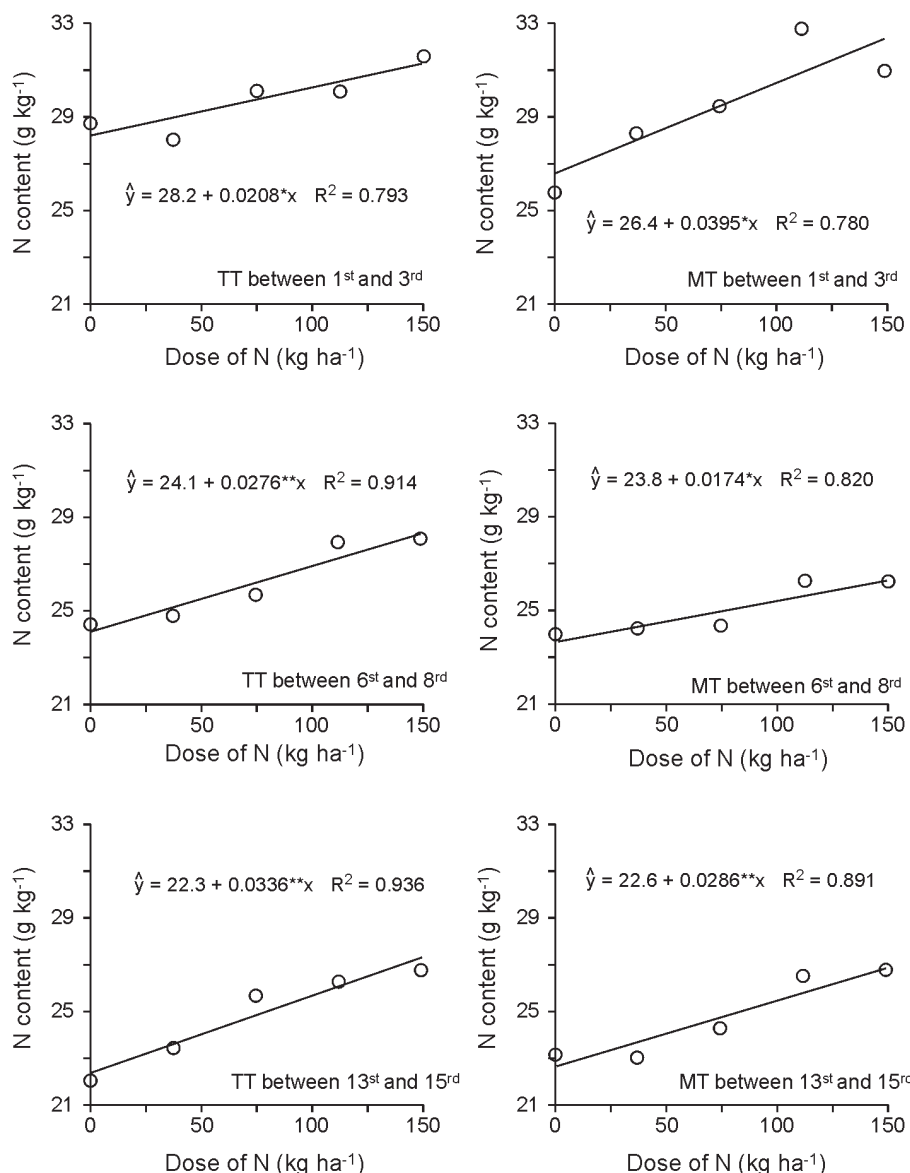 33
29
25
21
N content (g kg⁻¹)
ŷ = 28.2 + 0.0208*x R² = 0.793
TT between 1ˢᵗ and 3ʳᵈ
0 50 100 150
Dose of N (kg ha⁻¹)
33
29
25
21
N content (g kg⁻¹)
ŷ = 26.4 + 0.0395*x R² = 0.780
MT between 1ˢᵗ and 3ʳᵈ
0 50 100 150
Dose of N (kg ha⁻¹)
33
29
25
21
N content (g kg⁻¹)
ŷ = 24.1 + 0.0276**x R² = 0.914
TT between 6ˢᵗ and 8ʳᵈ
0 50 100 150
Dose of N (kg ha⁻¹)
33
29
25
21
N content (g kg⁻¹)
ŷ = 23.8 + 0.0174*x R² = 0.820
MT between 6ˢᵗ and 8ʳᵈ
0 50 100 150
Dose of N (kg ha⁻¹)
33
29
25
21
N content (g kg⁻¹)
ŷ = 22.3 + 0.0336**x R² = 0.936
TT between 13ˢᵗ and 15ʳᵈ
0 50 100 150
Dose of N (kg ha⁻¹)
33
29
25
21
N content (g kg⁻¹)
ŷ = 22.6 + 0.0286**x R² = 0.891
MT between 13ˢᵗ and 15ʳᵈ
0 50 100 150
Dose of N (kg ha⁻¹)